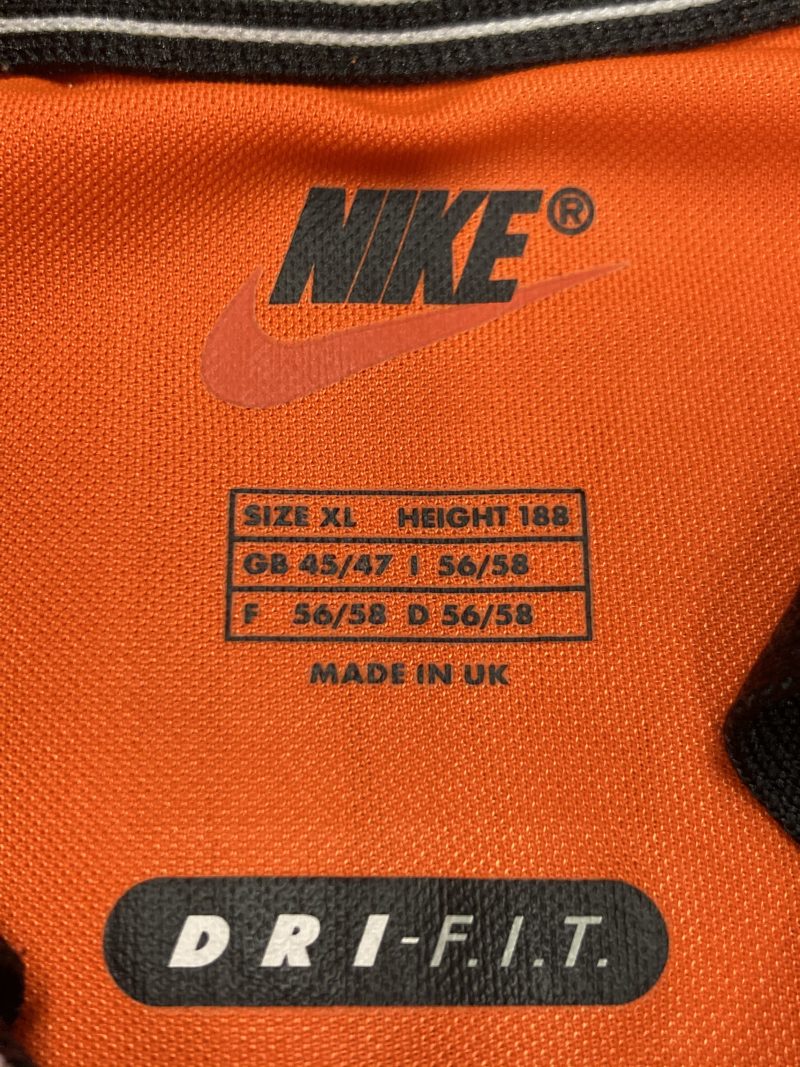 NIKE®
SIZE XL HEIGHT 188
GB 45/47 I 56/58
F 56/58 D 56/58
MADE IN UK
DRI-F.I.T.